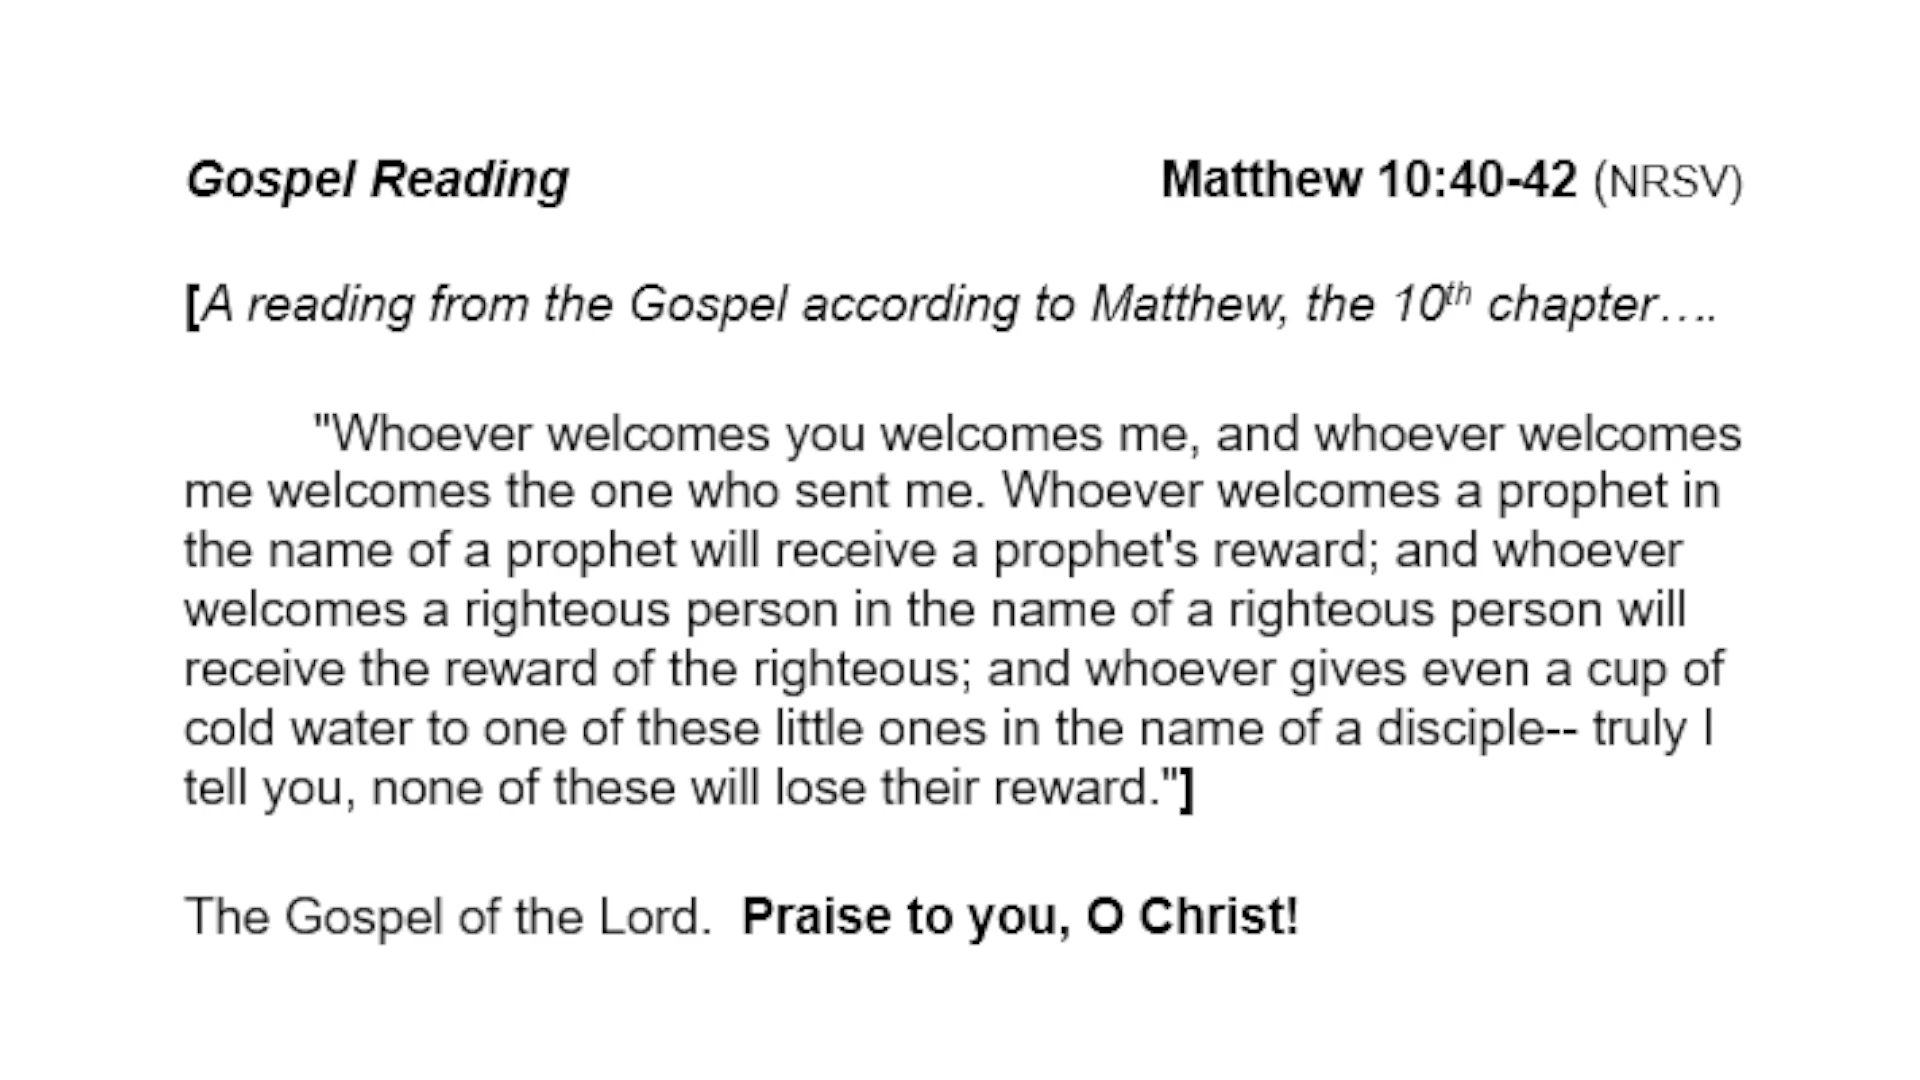 Gospel Reading Matthew 10:40-42 (NRSV)
[A reading from the Gospel according to Matthew, the 10th chapter….
"Whoever welcomes you welcomes me, and whoever welcomes
me welcomes the one who sent me. Whoever welcomes a prophet in
the name of a prophet will receive a prophet's reward; and whoever
welcomes a righteous person in the name of a righteous person will
receive the reward of the righteous; and whoever gives even a cup of
cold water to one of these little ones in the name of a disciple-- truly I
tell you, none of these will lose their reward."]
The Gospel of the Lord. Praise to you, O Christ!